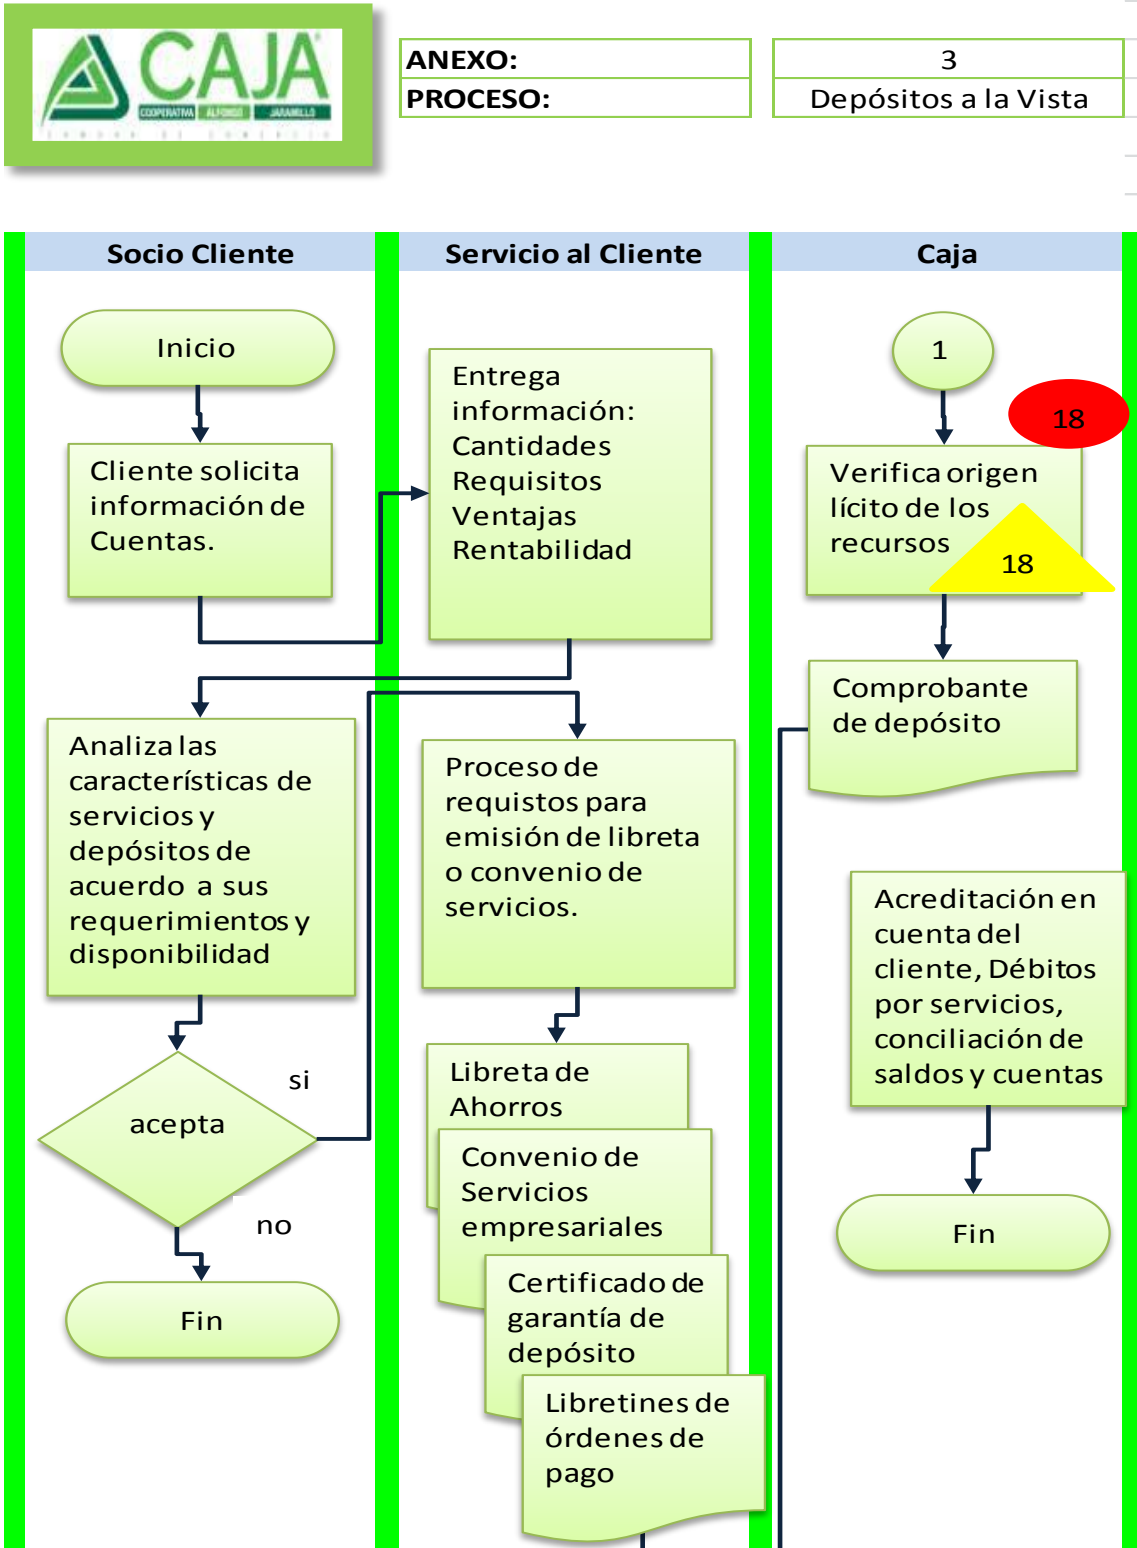 CAJA
COOPERATIVA ALFONSO JARAMILLO
ANEXO:
3
PROCESO:
Depósitos a la Vista
Socio Cliente
Servicio al Cliente
Caja
Inicio
Cliente solicita
información de
Cuentas.
Analiza las
características de
servicios y
depósitos de
acuerdo a sus
requerimientos y
disponibilidad
acepta
si
no
Fin
Entrega
información:
Cantidades
Requisitos
Ventajas
Rentabilidad
Proceso de
requistos para
emisión de libreta
o convenio de
servicios.
Libreta de
Ahorros
Convenio de
Servicios
empresariales
Certificado de
garantía de
depósito
Libretines de
órdenes de
pago
1
18
Verifica origen
lícito de los
recursos
18
Comprobante
de depósito
Acreditación en
cuenta del
cliente, Débitos
por servicios,
conciliación de
saldos y cuentas
Fin